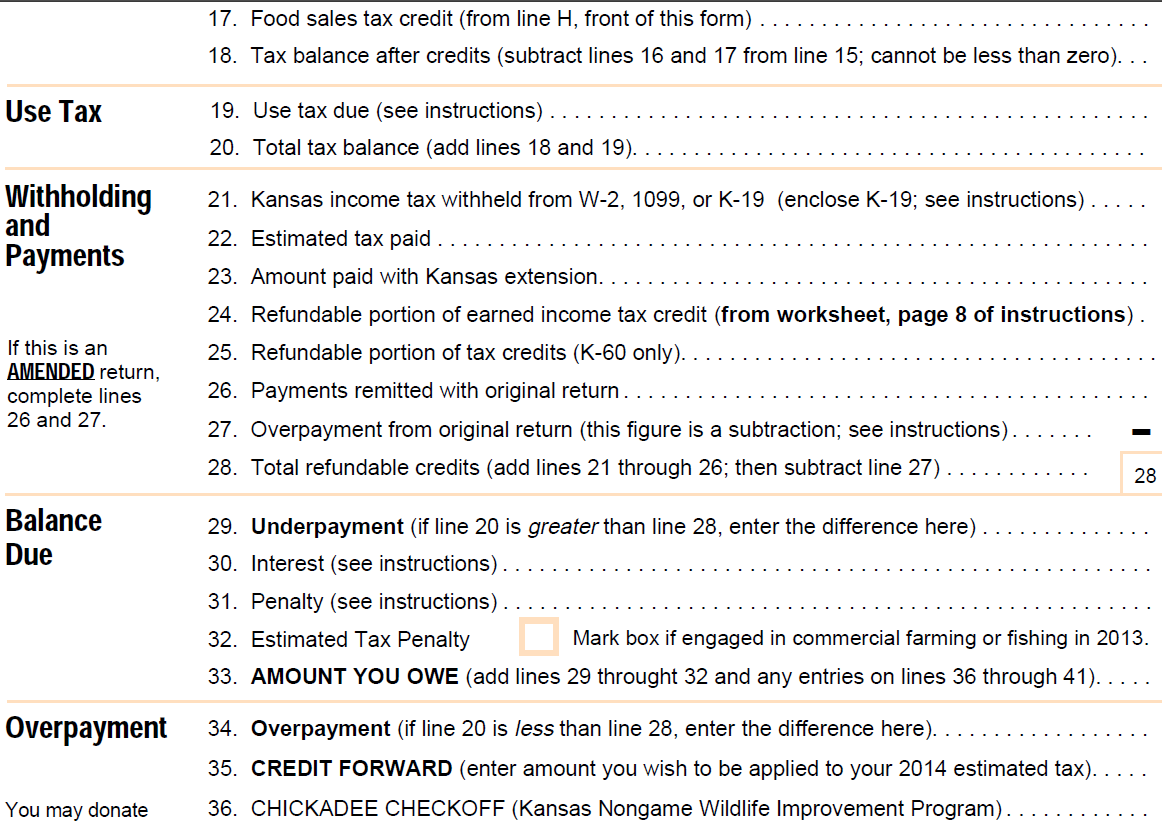 17. Food sales tax credit (from line H, front of this form) . . . . . . . . . . . . . . . . . . . . . . . . . . . . . . . .
18. Tax balance after credits (subtract lines 16 and 17 from line 15; cannot be less than zero). . .
Use Tax
19. Use tax due (see instructions) . . . . . . . . . . . . . . . . . . . . . . . . . . . . . . . . . . . . . . . . . . . . . . . . .
20. Total tax balance (add lines 18 and 19). . . . . . . . . . . . . . . . . . . . . . . . . . . . . . . . . . . . . . . . . .
Withholding
and
Payments
21. Kansas income tax withheld from W-2, 1099, or K-19 (enclose K-19; see instructions) . . . . .
22. Estimated tax paid . . . . . . . . . . . . . . . . . . . . . . . . . . . . . . . . . . . . . . . . . . . . . . . . . . . . . . . . . .
23. Amount paid with Kansas extension. . . . . . . . . . . . . . . . . . . . . . . . . . . . . . . . . . . . . . . . . . . . .
24. Refundable portion of earned income tax credit (from worksheet, page 8 of instructions) .
If this is an
AMENDED return,
complete lines
26 and 27.
25. Refundable portion of tax credits (K-60 only). . . . . . . . . . . . . . . . . . . . . . . . . . . . . . . . . . . . . . .
26. Payments remitted with original return . . . . . . . . . . . . . . . . . . . . . . . . . . . . . . . . . . . . . . . . . . .
27. Overpayment from original return (this figure is a subtraction; see instructions) . . . . . . . –
28. Total refundable credits (add lines 21 through 26; then subtract line 27) . . . . . . . . . . . . 28
Balance
Due
29. Underpayment (if line 20 is greater than line 28, enter the difference here) . . . . . . . . . . . . . .
30. Interest (see instructions) . . . . . . . . . . . . . . . . . . . . . . . . . . . . . . . . . . . . . . . . . . . . . . . . . . . . .
31. Penalty (see instructions) . . . . . . . . . . . . . . . . . . . . . . . . . . . . . . . . . . . . . . . . . . . . . . . . . . . . .
32. Estimated Tax Penalty Mark box if engaged in commercial farming or fishing in 2013.
33. AMOUNT YOU OWE (add lines 29 throught 32 and any entries on lines 36 through 41). . . . .
Overpayment
34. Overpayment (if line 20 is less than line 28, enter the difference here). . . . . . . . . . . . . . . . . .
35. CREDIT FORWARD (enter amount you wish to be applied to your 2014 estimated tax). . . . .
You may donate
36. CHICKADEE CHECKOFF (Kansas Nongame Wildlife Improvement Program) . . . . . . . . . . . .